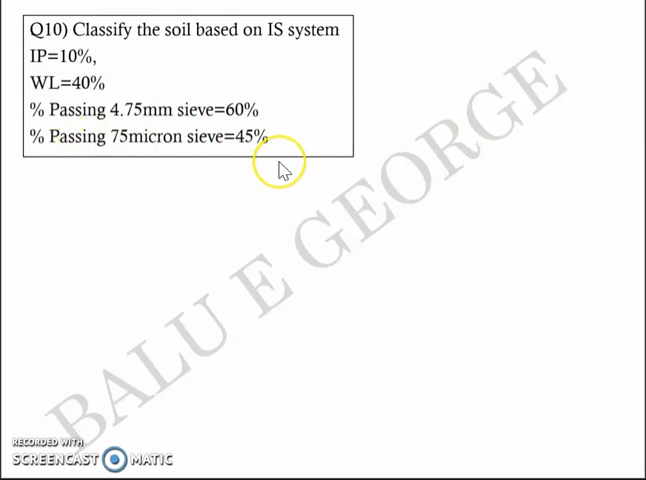 Q10) Classify the soil based on IS system
IP=10%,
WL=40%
% Passing 4.75mm sieve=60%
% Passing 75micron sieve=45%
BALU E GEORGE
RECORDED WITH
SCREENCAST MATIC